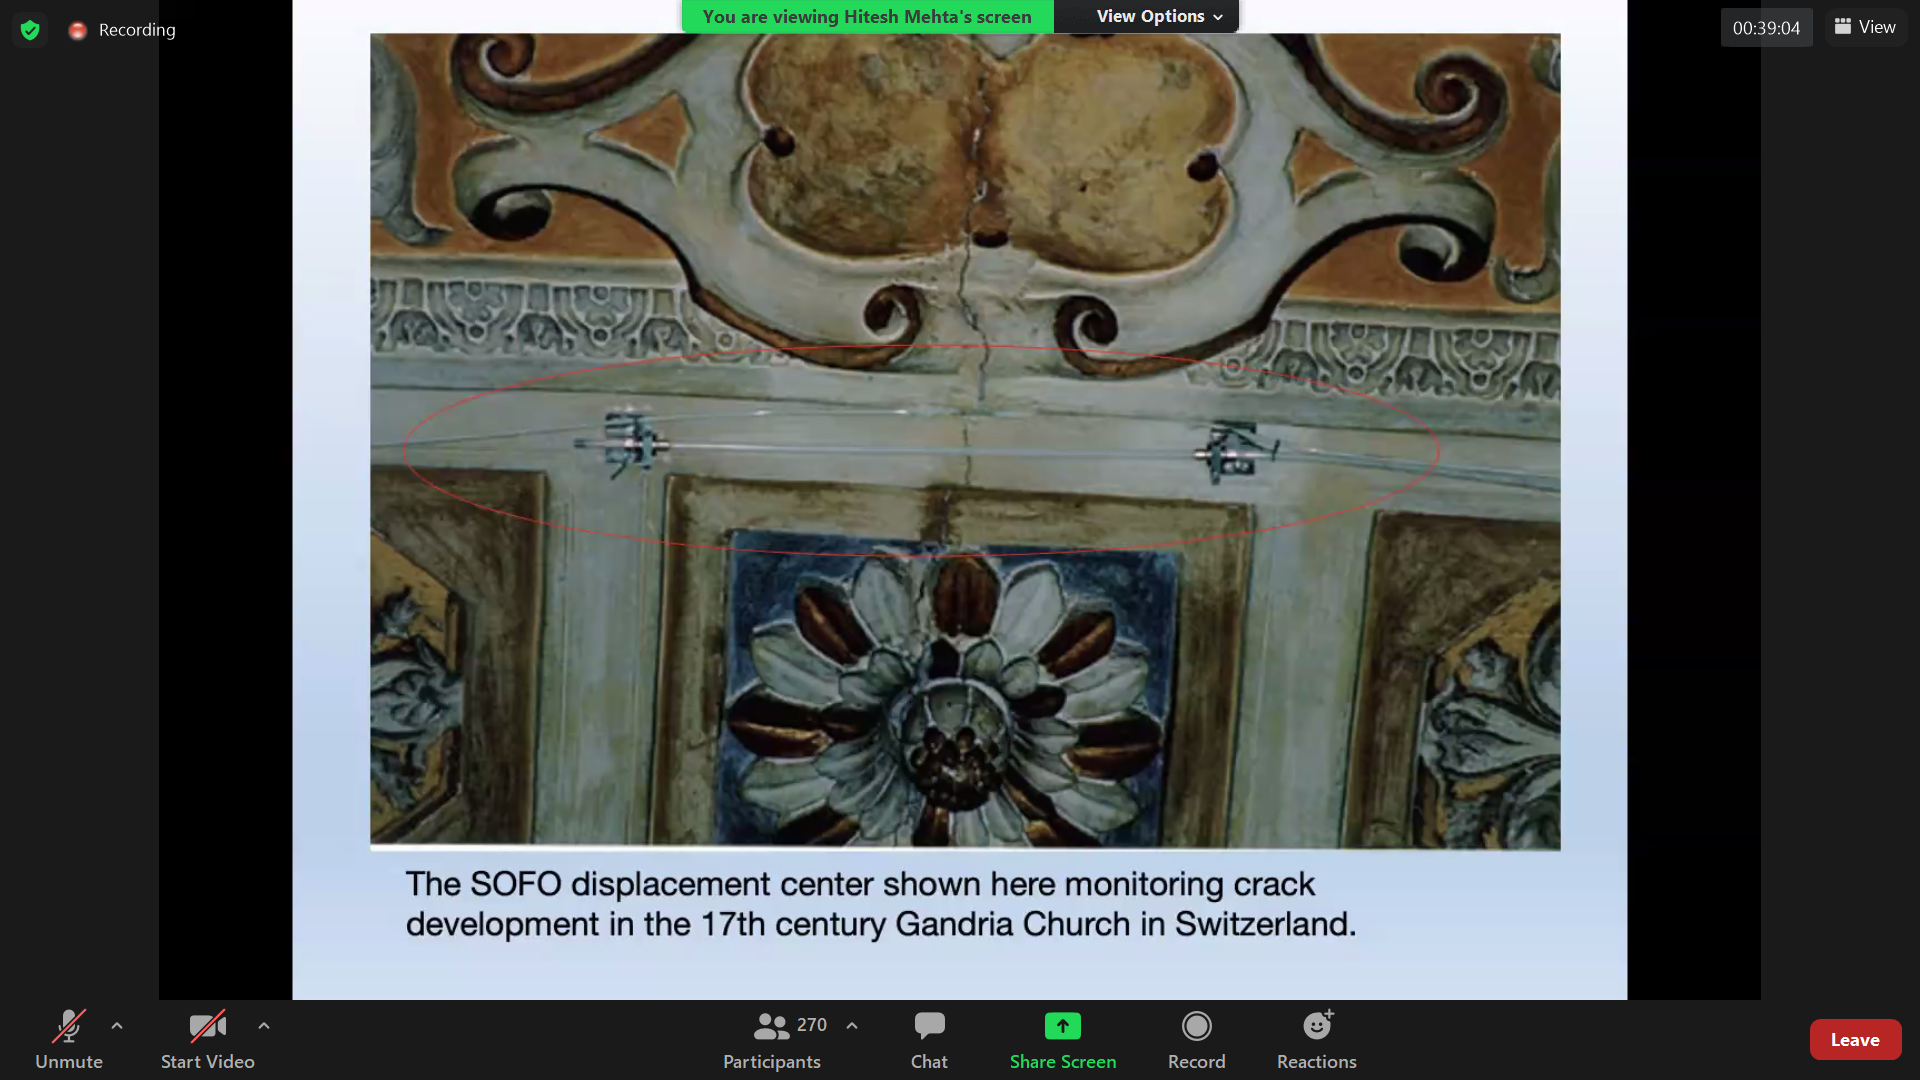 Recording
You are viewing Hitesh Mehta's screen
View Options
00:39:04
View
The SOFO displacement center shown here monitoring crack
development in the 17th century Gandria Church in Switzerland.
Unmute
Start Video
270
Participants
Chat
Share Screen
Record
Reactions
Leave